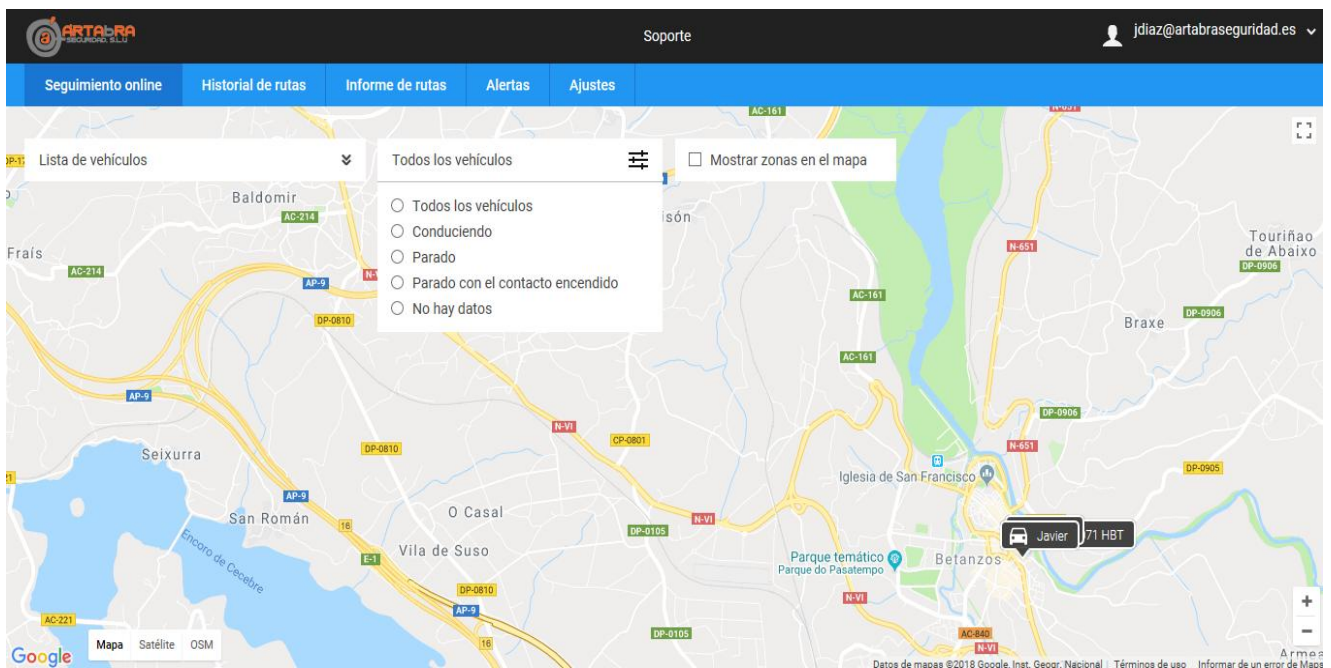 ÁRTAbRA
SEGURIDAD, S.L.U
Soporte
jdiaz@artabraseguridad.es
Seguimiento online
Historial de rutas
Informe de rutas
Alertas
Ajustes
AC-161
N-651
Lista de vehículos
Todos los vehículos
Mostrar zonas en el mapa
DP-17
Baldomir
AC-214
Todos los vehículos
Conduciendo
Parado
Parado con el contacto encendido
No hay datos
isón
N-651
Touriñao
de Abaixo
DP-0906
Fraís
AC-214
AP-9
AC-161
DP-0810
DP-0906
Braxe
AC-161
AP-9
DP-0906
N-VI
CP-0801
N-651
DP-0810
Seixurra
DP-0905
Iglesia de San Francisco
AP-9
San Román
16
O Casal
N-VI
DP-0105
Encoro de Cecebre
Vila de Suso
E-1
Javier
71 HBT
Parque temático
Parque do Pasatempo
Betanzos
DP-0810
AP-9
N-VI
AC-221
DP-0105
AC-840
16
N-VI
Mapa
Satélite
OSM
Google
Armea
Datos de mapas ©2018 Google, Inst. Geogr. Nacional
Términos de uso
Informar de un error de Maps